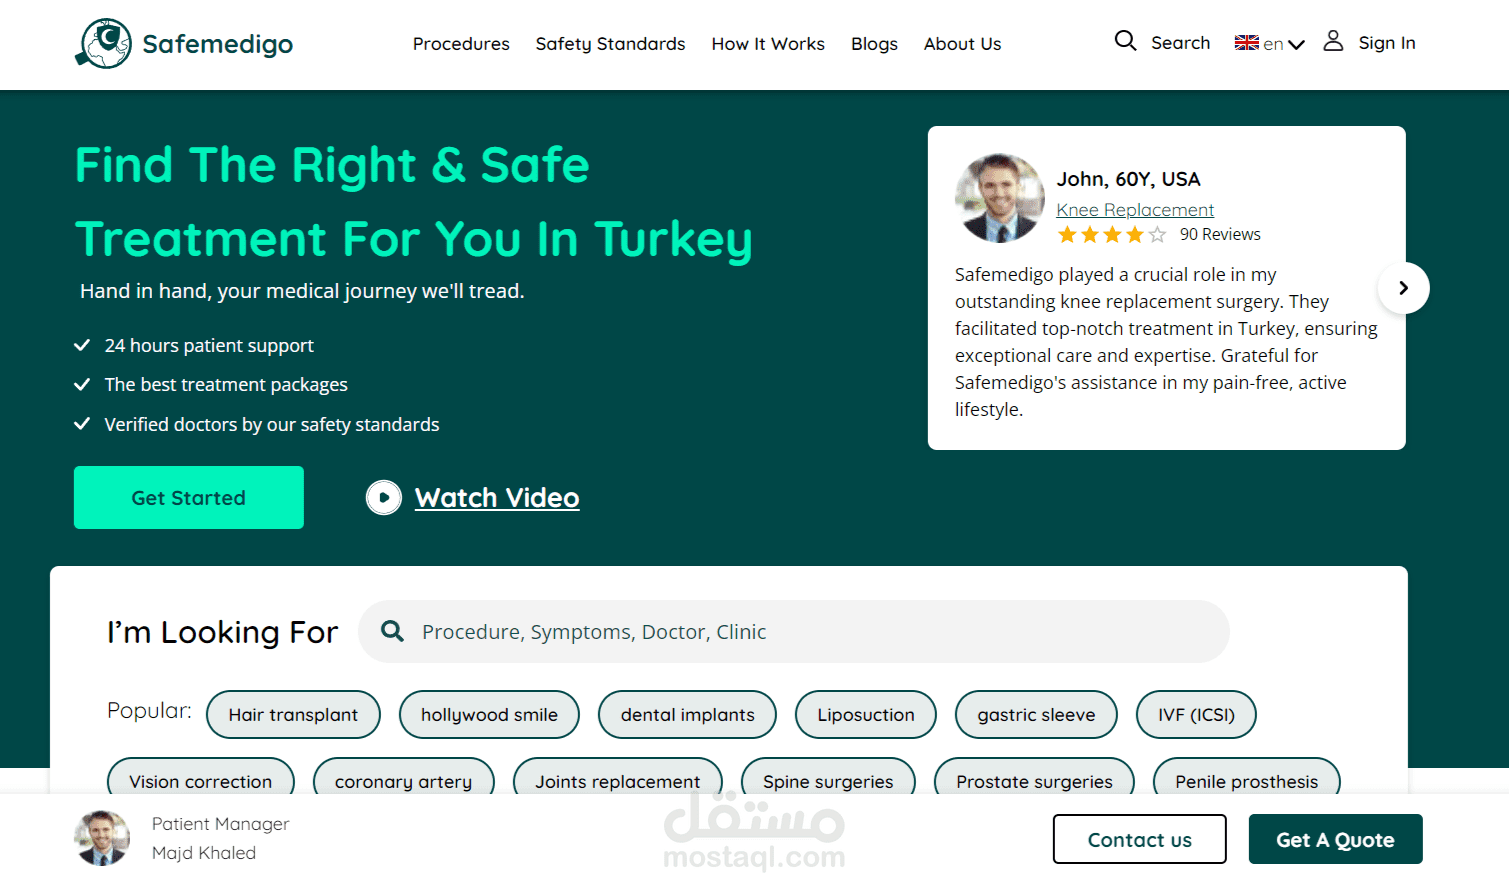 Safemedigo
Procedures
Safety Standards
How It Works
Blogs
About Us
Search
en
Sign In
Find The Right & Safe
Treatment For You In Turkey
Hand in hand, your medical journey we'll tread.
24 hours patient support
The best treatment packages
Verified doctors by our safety standards
Get Started
Watch Video
John, 60Y, USA
Knee Replacement
90 Reviews
Safemedigo played a crucial role in my
outstanding knee replacement surgery. They
facilitated top-notch treatment in Turkey, ensuring
exceptional care and expertise. Grateful for
Safemedigo's assistance in my pain-free, active
lifestyle.
I’m Looking For
Procedure, Symptoms, Doctor, Clinic
Popular:
Hair transplant
hollywood smile
dental implants
Liposuction
gastric sleeve
IVF (ICSI)
Vision correction
coronary artery
Joints replacement
Spine surgeries
Prostate surgeries
Penile prosthesis
Patient Manager
Majd Khaled
مستقل
mostaql.com
Contact us
Get A Quote